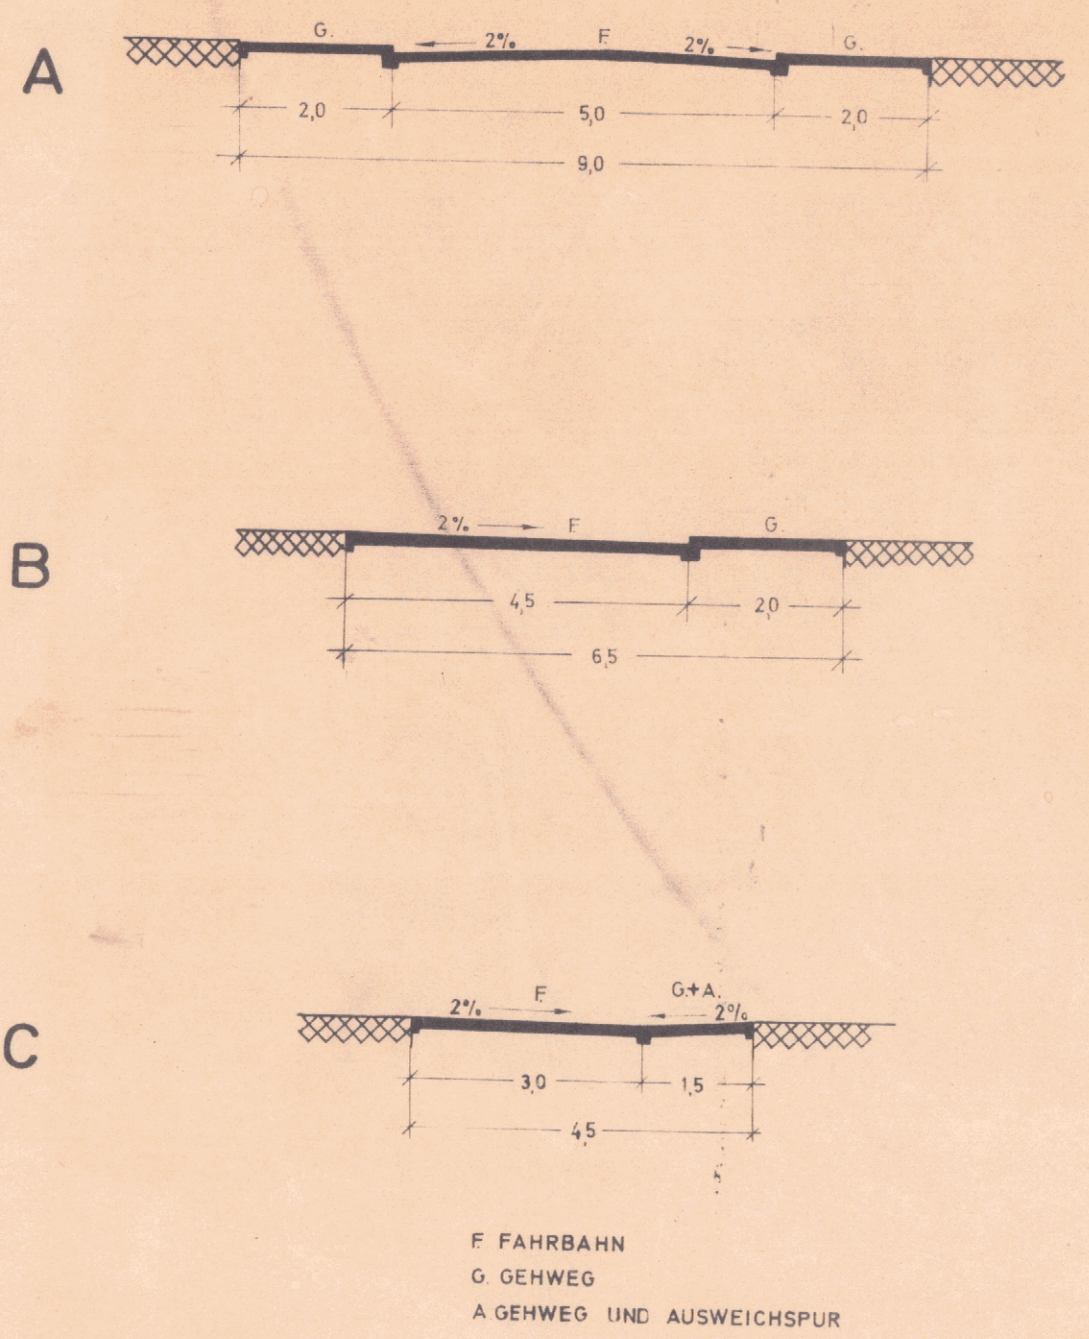 A
G. 2% F. 2% G.
2,0 5,0 2,0
9,0
B
2% F. G.
4,5 2,0
6,5
C
F. G.+A.
2% 2%
3,0 1,5
4,5
F. FAHRBAHN
G. GEHWEG
A GEHWEG UND AUSWEICHSPUR